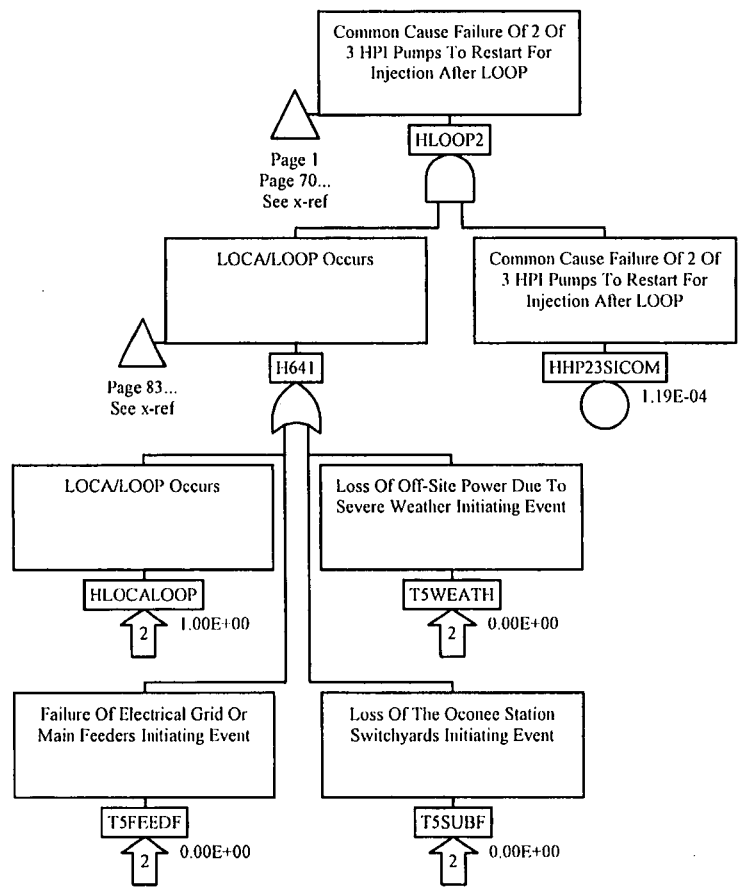 Common Cause Failure Of 2 Of
3 HPI Pumps To Restart For
Injection After LOOP
HLOOP2
Page 1
Page 70...
See x-ref
LOCA/LOOP Occurs
Common Cause Failure Of 2 Of
3 HPI Pumps To Restart For
Injection After LOOP
H641
Page 83...
See x-ref
HHP23SICOM
1.19E-04
LOCA/LOOP Occurs
Loss Of Off-Site Power Due To
Severe Weather Initiating Event
HLOCALOOP
2
1.00E+00
T5WEATH
2
0.00E+00
Failure Of Electrical Grid Or
Main Feeders Initiating Event
Loss Of The Oconee Station
Switchyards Initiating Event
T5FEEDF
2
0.00E+00
T5SUBF
2
0.00E+00